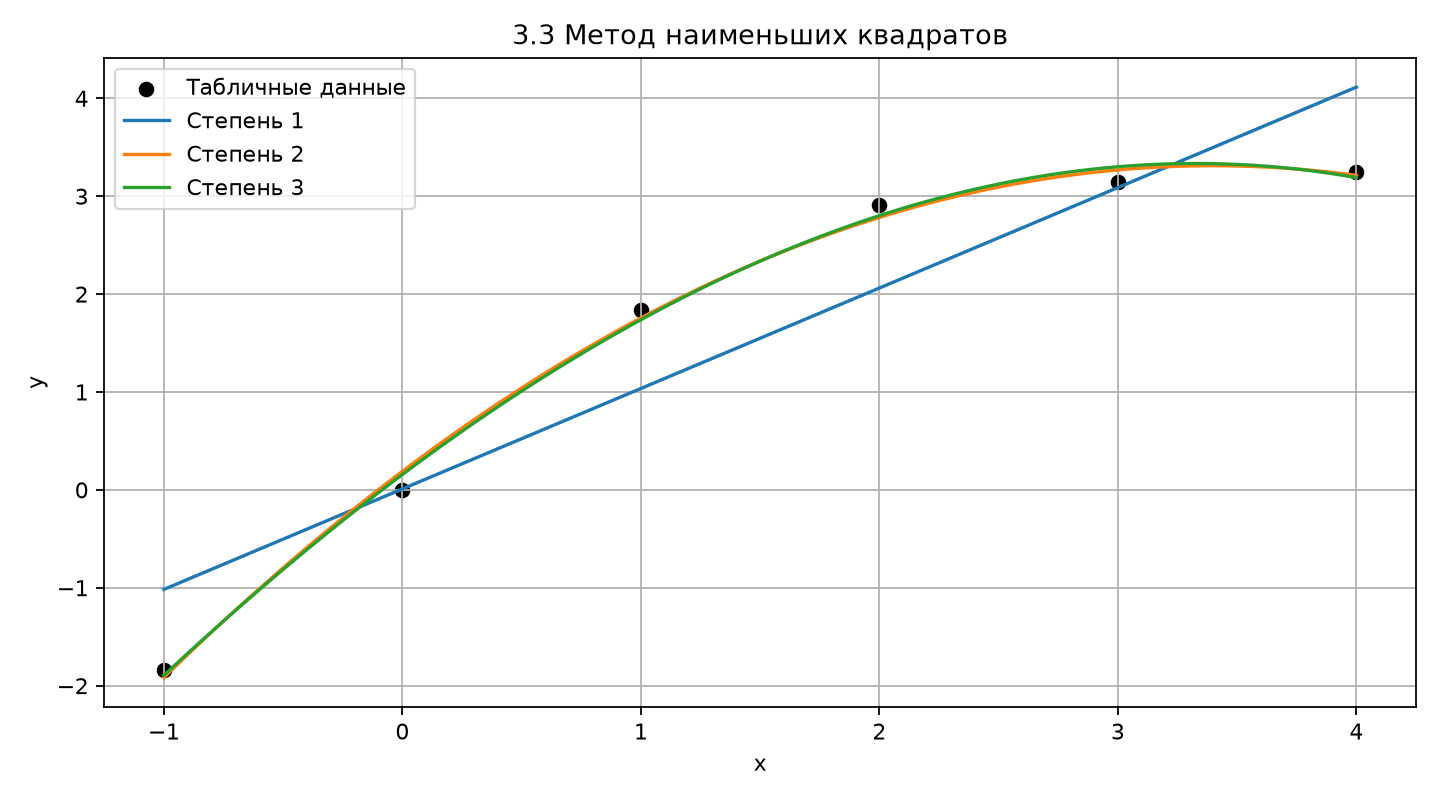 3.3 Метод наименьших квадратов
Табличные данные
Степень 1
Степень 2
Степень 3
4
3
2
1
0
−1
−2
y
−1 0 1 2 3 4
x